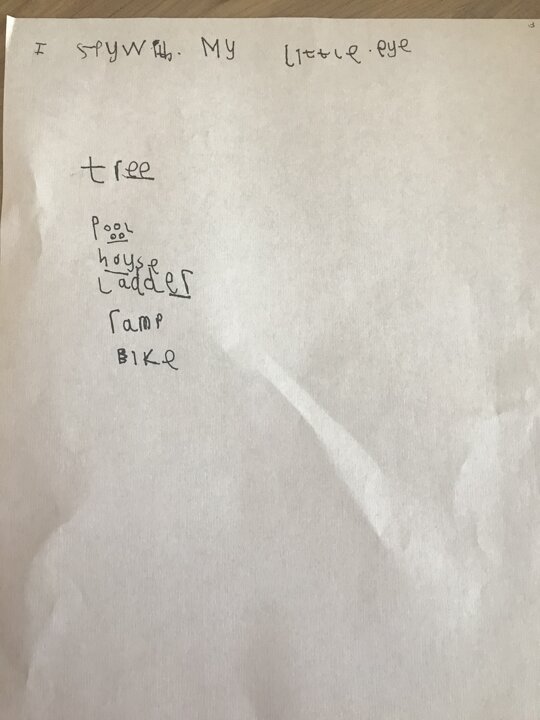 I spy with. My little. eye
tree
Pool
house
Ladder
ramp
BIKe